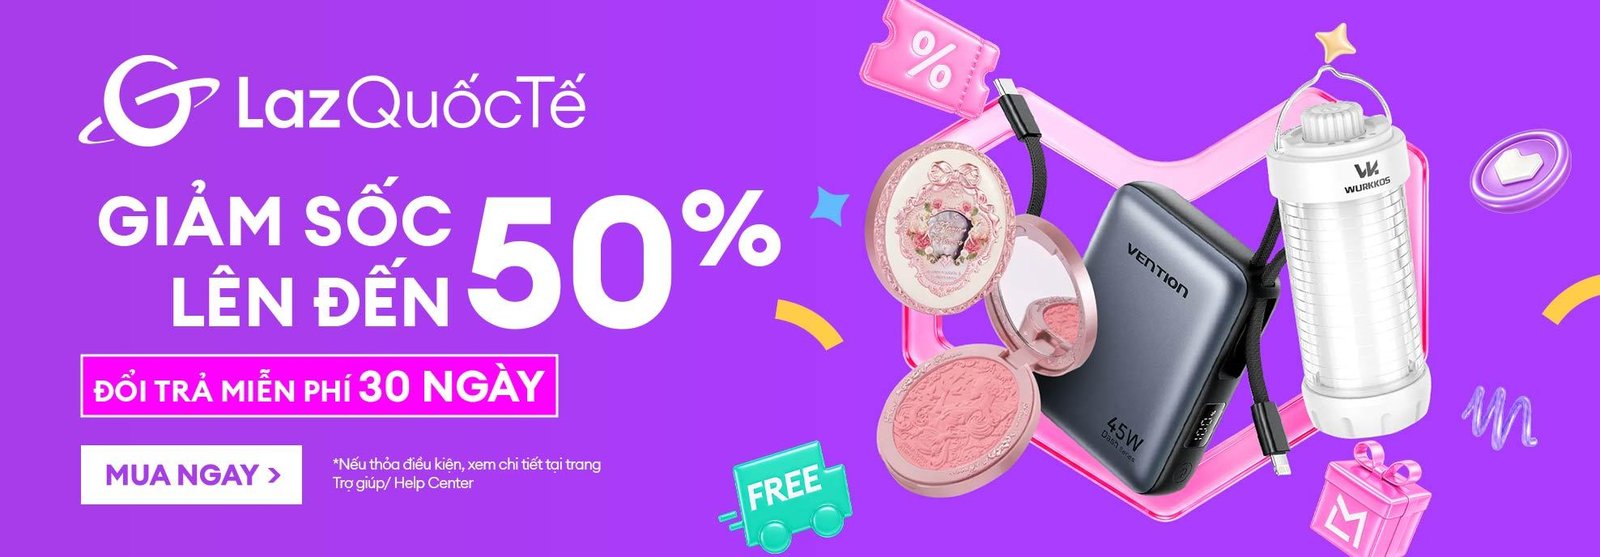 LazQuốcTế
GIẢM SỐC
LÊN ĐẾN
50%
ĐỔI TRẢ MIỄN PHÍ 30 NGÀY
MUA NGAY >
*Nếu thỏa điều kiện, xem chi tiết tại trang
Trợ giúp/ Help Center
%
FREE
VENTION
100%
45W
WURKKOS